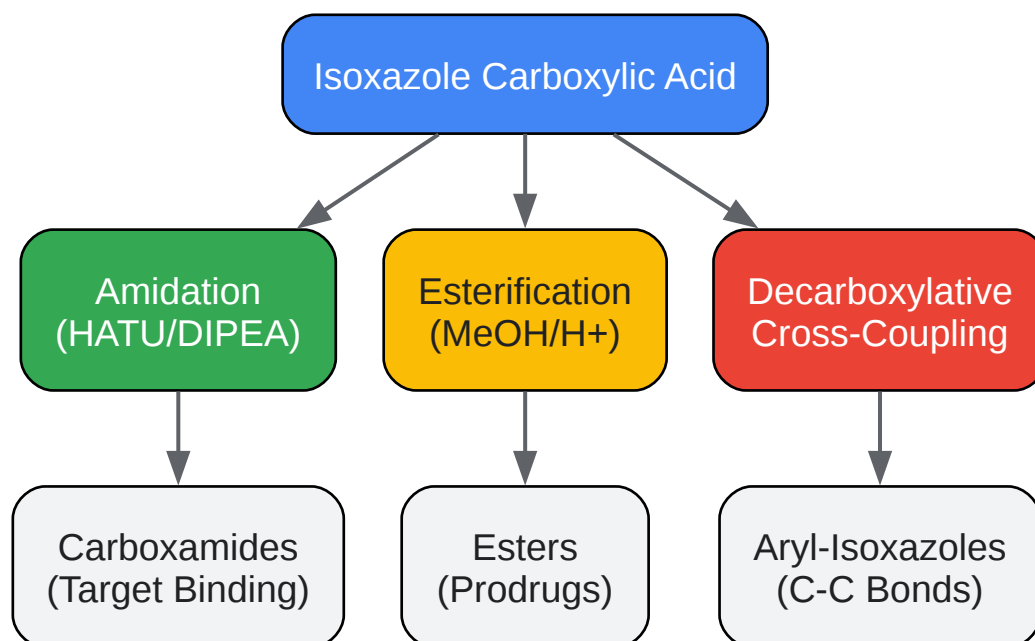 Isoxazole Carboxylic Acid
Amidation
(HATU/DIPEA)
Esterification
(MeOH/H+)
Decarboxylative
Cross-Coupling
Carboxamides
(Target Binding)
Esters
(Prodrugs)
Aryl-Isoxazoles
(C-C Bonds)